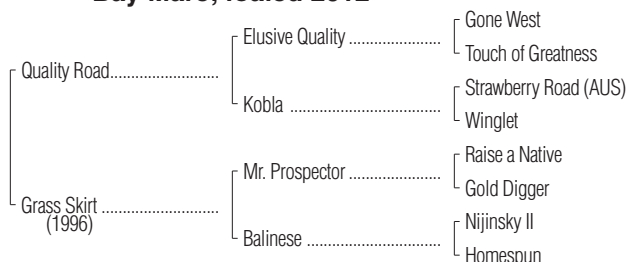 Bay Mare; foaled 2012
Gone West
Elusive Quality ......................
Touch of Greatness
Quality Road..........................
Strawberry Road (AUS)
Kobla ....................................
Winglet
Raise a Native
Mr. Prospector ......................
Gold Digger
Grass Skirt ............................
(1996)
Nijinsky II
Balinese ................................
Homespun